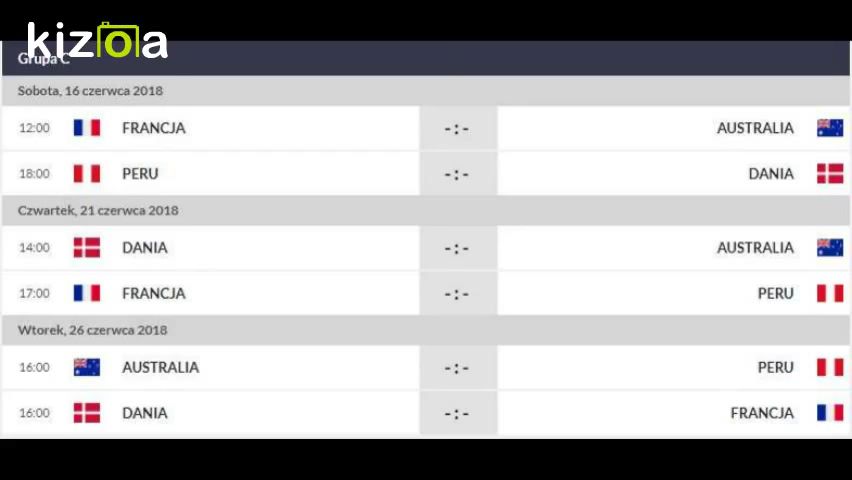 kizoa
Grupa C
Sobota, 16 czerwca 2018
12:00 FRANCJA -:- AUSTRALIA
18:00 PERU -:- DANIA
Czwartek, 21 czerwca 2018
14:00 DANIA -:- AUSTRALIA
17:00 FRANCJA -:- PERU
Wtorek, 26 czerwca 2018
16:00 AUSTRALIA -:- PERU
16:00 DANIA -:- FRANCJA